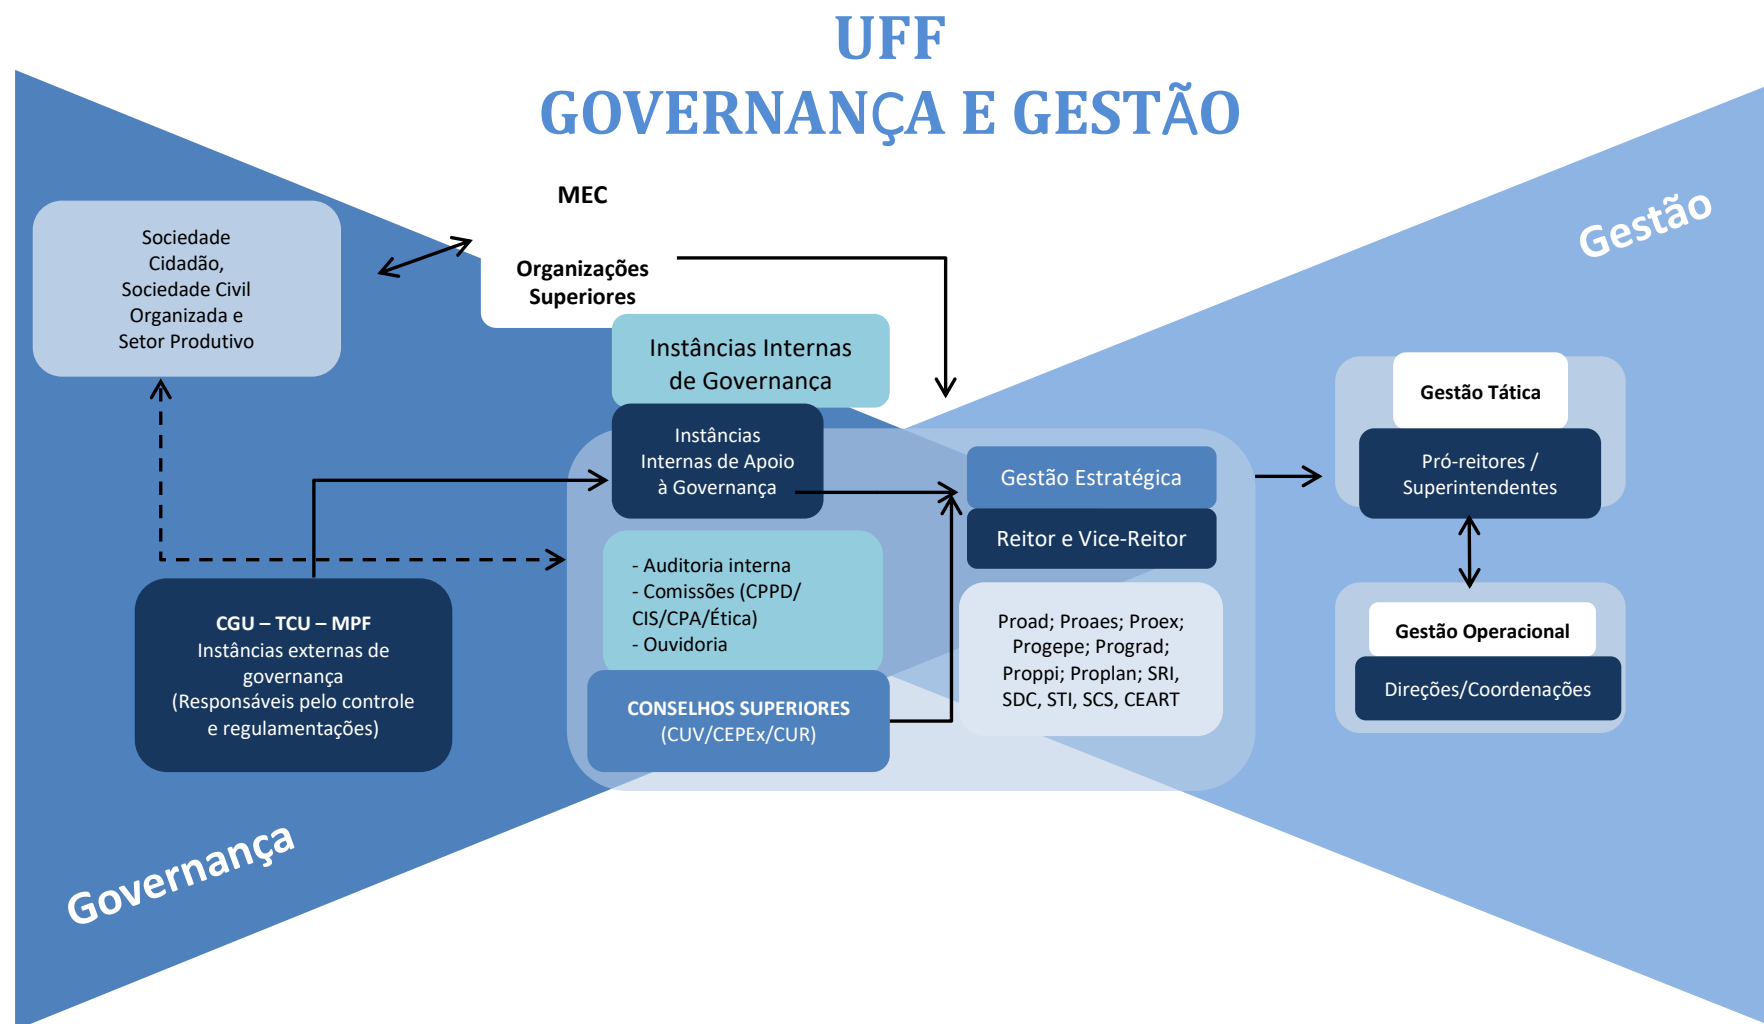 UFF
GOVERNANÇA E GESTÃO
MEC
Organizações
Superiores
Sociedade
Cidadão,
Sociedade Civil
Organizada e
Setor Produtivo
Gestão
Instâncias Internas
de Governança
Instâncias
Internas de Apoio
à Governança
- Auditoria interna
- Comissões (CPPD/
CIS/CPA/Ética)
- Ouvidoria
CONSELHOS SUPERIORES
(CUV/CEPEx/CUR)
CGU – TCU – MPF
Instâncias externas de
governança
(Responsáveis pelo controle
e regulamentações)
Gestão Estratégica
Reitor e Vice-Reitor
Proad; Proaes; Proex;
Progepe; Prograd;
Proppi; Proplan; SRI,
SDC, STI, SCS, CEART
Gestão Tática
Pró-reitores /
Superintendentes
Gestão Operacional
Direções/Coordenações
Governança